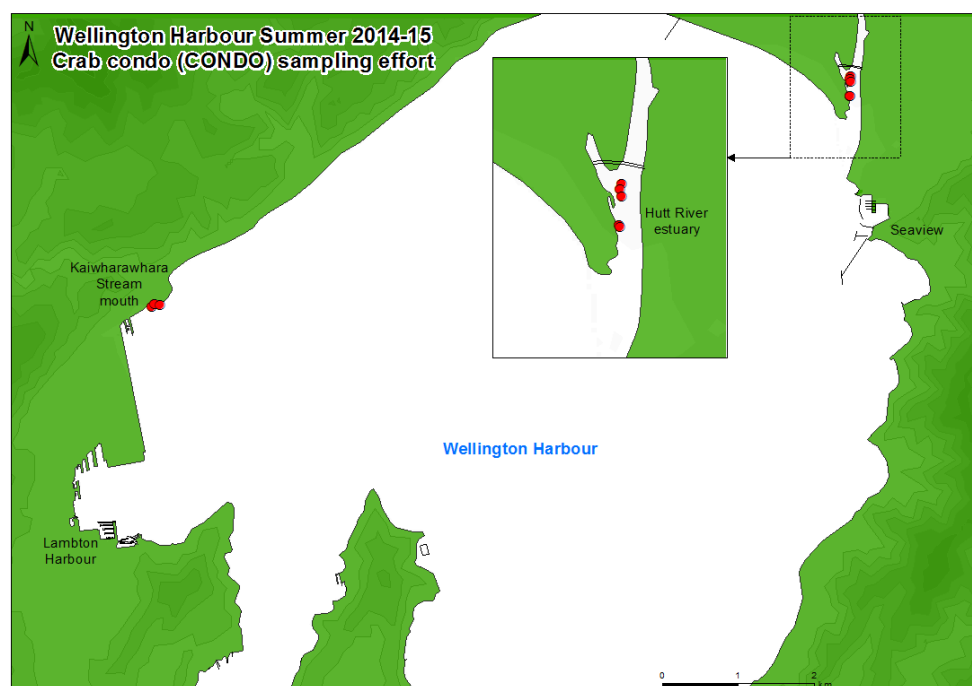 N
Wellington Harbour Summer 2014-15
Crab condo (CONDO) sampling effort
Hutt River
estuary
Seaview
Kaiwharawhara
Stream
mouth
Wellington Harbour
Lambton
Harbour
0 1 2